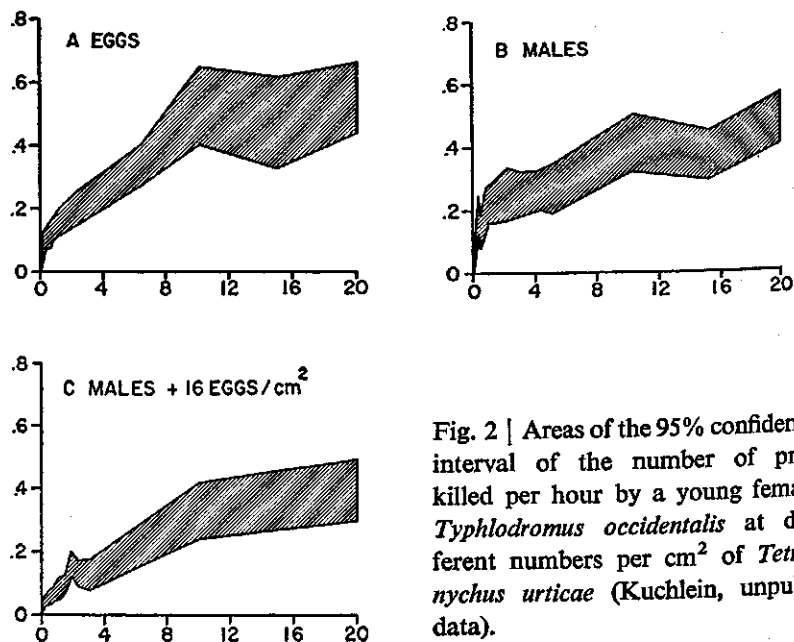 A EGGS
.8
.6
.4
.2
0
0 4 8 12 16 20
B MALES
.8
.6
.4
.2
0
0 4 8 12 16 20
C MALES + 16 EGGS/cm²
.8
.6
.4
.2
0
0 4 8 12 16 20
Fig. 2 | Areas of the 95% confiden
interval of the number of pr
killed per hour by a young fema
Typhlodromus occidentalis at d
ferent numbers per cm² of Tetr
nychus urticae (Kuchlein, unpu
data).